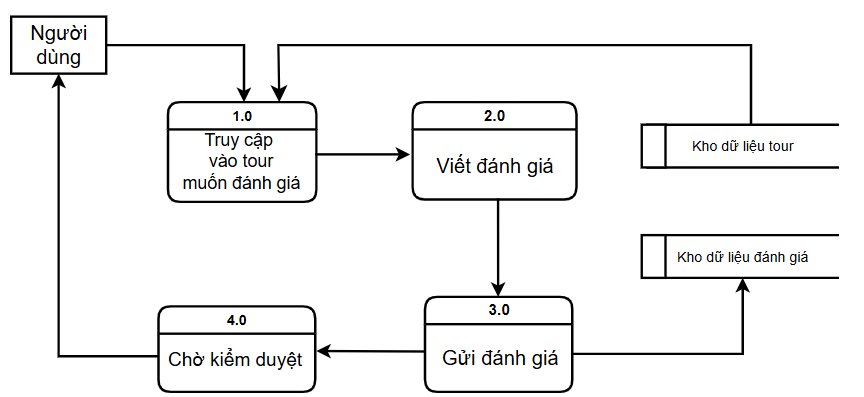 Người
dùng
1.0
Truy cập
vào tour
muốn đánh giá
2.0
Viết đánh giá
Kho dữ liệu tour
Kho dữ liệu đánh giá
3.0
Gửi đánh giá
4.0
Chờ kiểm duyệt